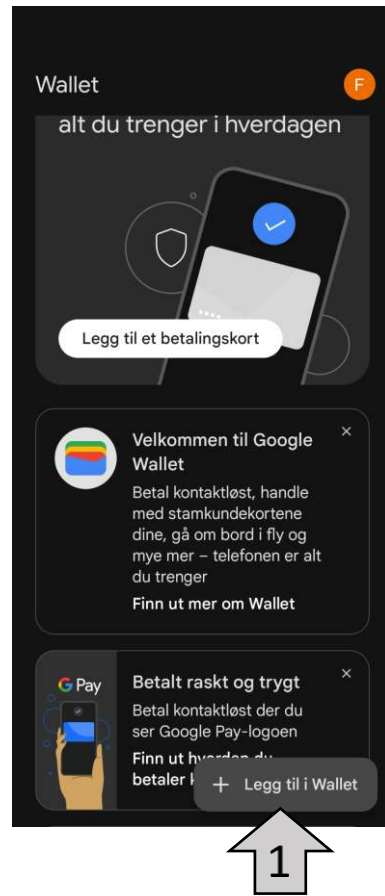 Wallet
F
alt du trenger i hverdagen
Legg til et betalingskort
Velkommen til Google
Wallet
Betal kontaktløst, handle
med stamkundekortene
dine, gå om bord i fly og
mye mer – telefonen er alt
du trenger
Finn ut mer om Wallet
G Pay
Betalt raskt og trygt
Betal kontaktløst der du
ser Google Pay-logoen
Finn ut hvordan du
betaler
+ Legg til i Wallet
1